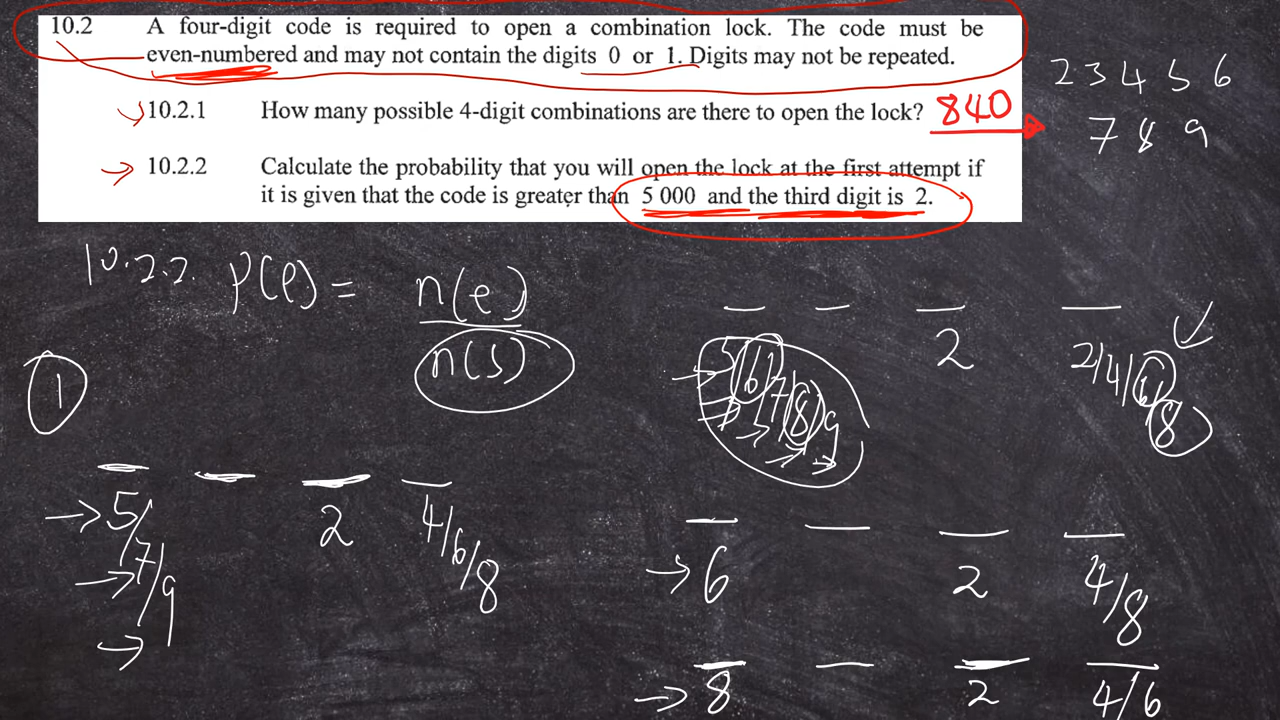 10.2 A four-digit code is required to open a combination lock. The code must be
even-numbered and may not contain the digits 0 or 1. Digits may not be repeated.
10.2.1 How many possible 4-digit combinations are there to open the lock? 840
10.2.2 Calculate the probability that you will open the lock at the first attempt if
it is given that the code is greater than 5 000 and the third digit is 2.
2 3 4 5 6
7 8 9
10.2.2. P(e) = n(e)
n(s)
1
_ _ _ _
5/6/7/8/9 2 2/4/6/8
_ _ _ _
5/7/9 2 4/6/8
_ _ _ _
6 2 4/8
_ _ _ _
8 2 4/6